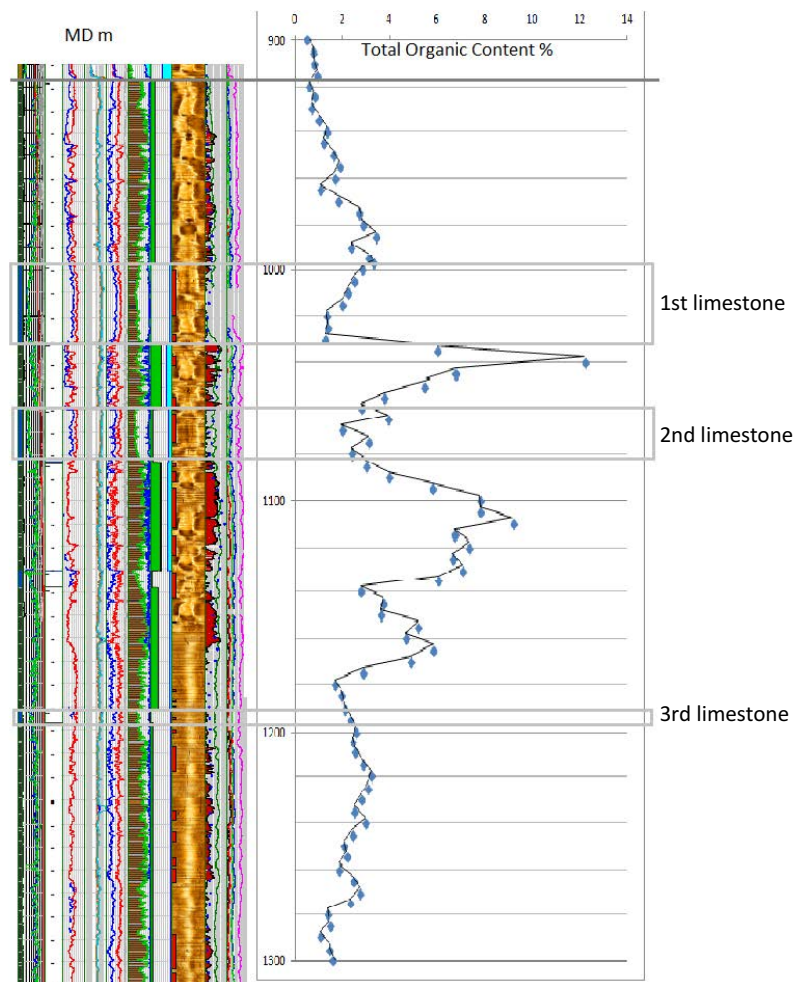 0 2 4 6 8 10 12 14
MD m
900
Total Organic Content %
1000
1st limestone
2nd limestone
1100
3rd limestone
1200
1300